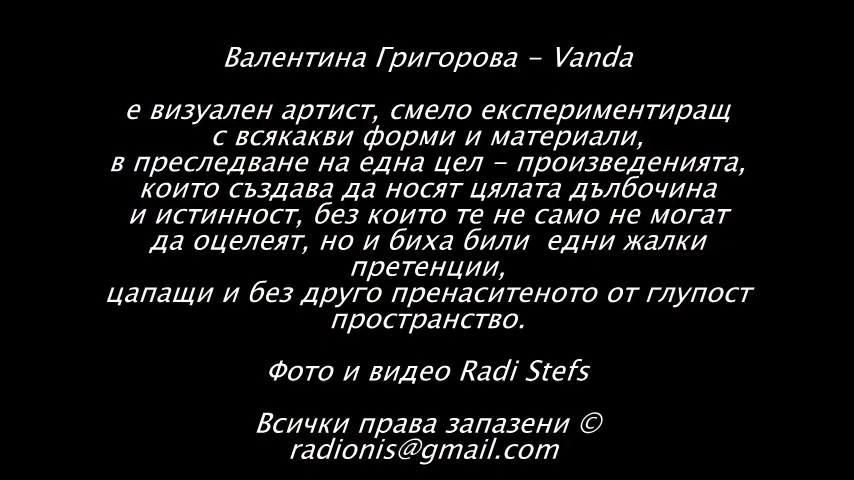 Валентина Григорова - Vanda
е визуален артист, смело експериментиращ
с всякакви форми и материали,
в преследване на една цел - произведенията,
които създава да носят цялата дълбочина
и истинност, без които те не само не могат
да оцелеят, но и биха били  едни жалки
претенции,
цапащи и без друго пренаситеното от глупост
пространство.
Фото и видео Radi Stefs
Всички права запазени ©
radionis@gmail.com